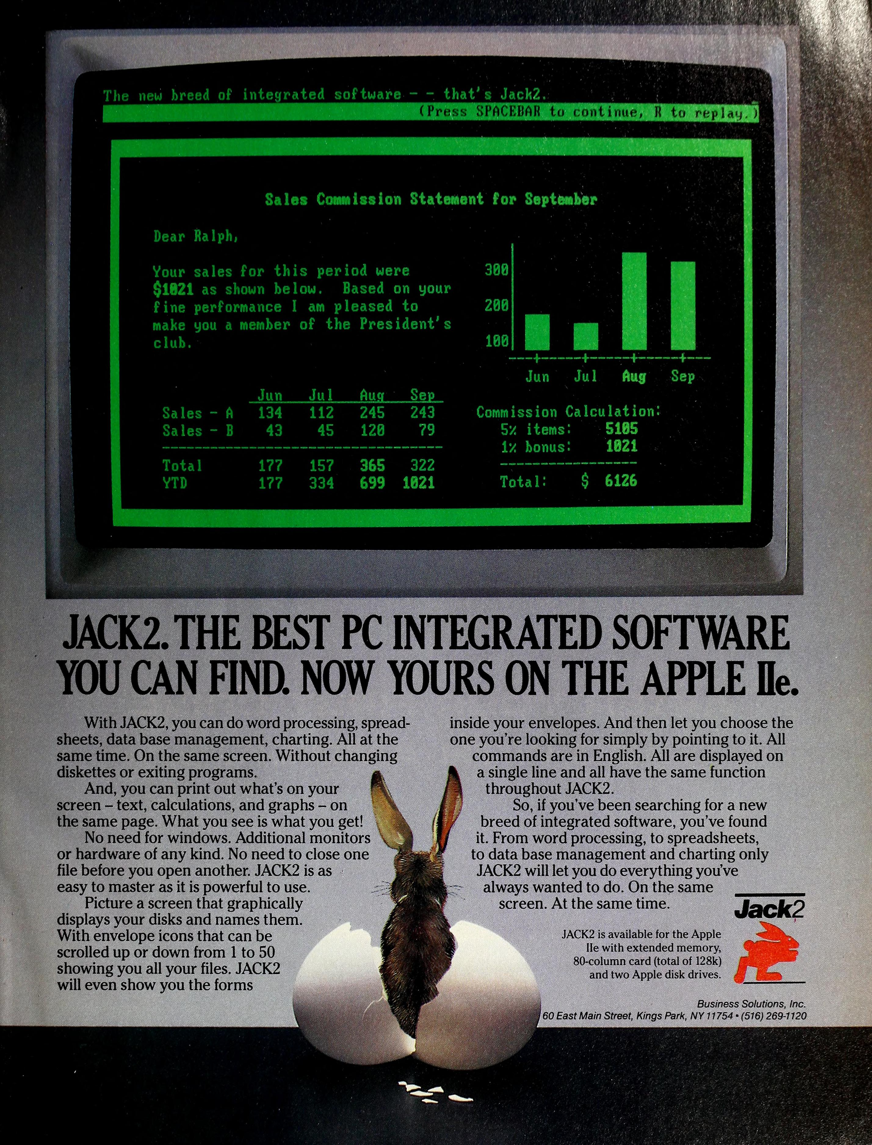 The new breed of integrated software - - that's Jack2.
(Press SPACEBAR to continue, R to replay.)
Sales Commission Statement for September
Dear Ralph,
Your sales for this period were
$1021 as shown below. Based on your
fine performance I am pleased to
make you a member of the President's
club.
300
200
100
Jun Jul Aug Sep
Jun Jul Aug Sep
Sales - A 134 112 245 243
Sales - B 43 45 120 79
Total 177 157 365 322
YTD 177 334 699 1021
Commission Calculation:
5% items: 5105
1% bonus: 1021
Total: $ 6126
JACK2. THE BEST PC INTEGRATED SOFTWARE
YOU CAN FIND. NOW YOURS ON THE APPLE IIe.
With JACK2, you can do word processing, spread-
sheets, data base management, charting. All at the
same time. On the same screen. Without changing
diskettes or exiting programs.
And, you can print out what's on your
screen – text, calculations, and graphs – on
the same page. What you see is what you get!
No need for windows. Additional monitors
or hardware of any kind. No need to close one
file before you open another. JACK2 is as
easy to master as it is powerful to use.
Picture a screen that graphically
displays your disks and names them.
With envelope icons that can be
scrolled up or down from 1 to 50
showing you all your files. JACK2
will even show you the forms
inside your envelopes. And then let you choose the
one you're looking for simply by pointing to it. All
commands are in English. All are displayed on
a single line and all have the same function
throughout JACK2.
So, if you've been searching for a new
breed of integrated software, you've found
it. From word processing, to spreadsheets,
to data base management and charting only
JACK2 will let you do everything you've
always wanted to do. On the same
screen. At the same time.
Jack2
JACK2 is available for the Apple
IIe with extended memory,
80-column card (total of 128k)
and two Apple disk drives.
Business Solutions, Inc.
60 East Main Street, Kings Park, NY 11754 • (516) 269-1120